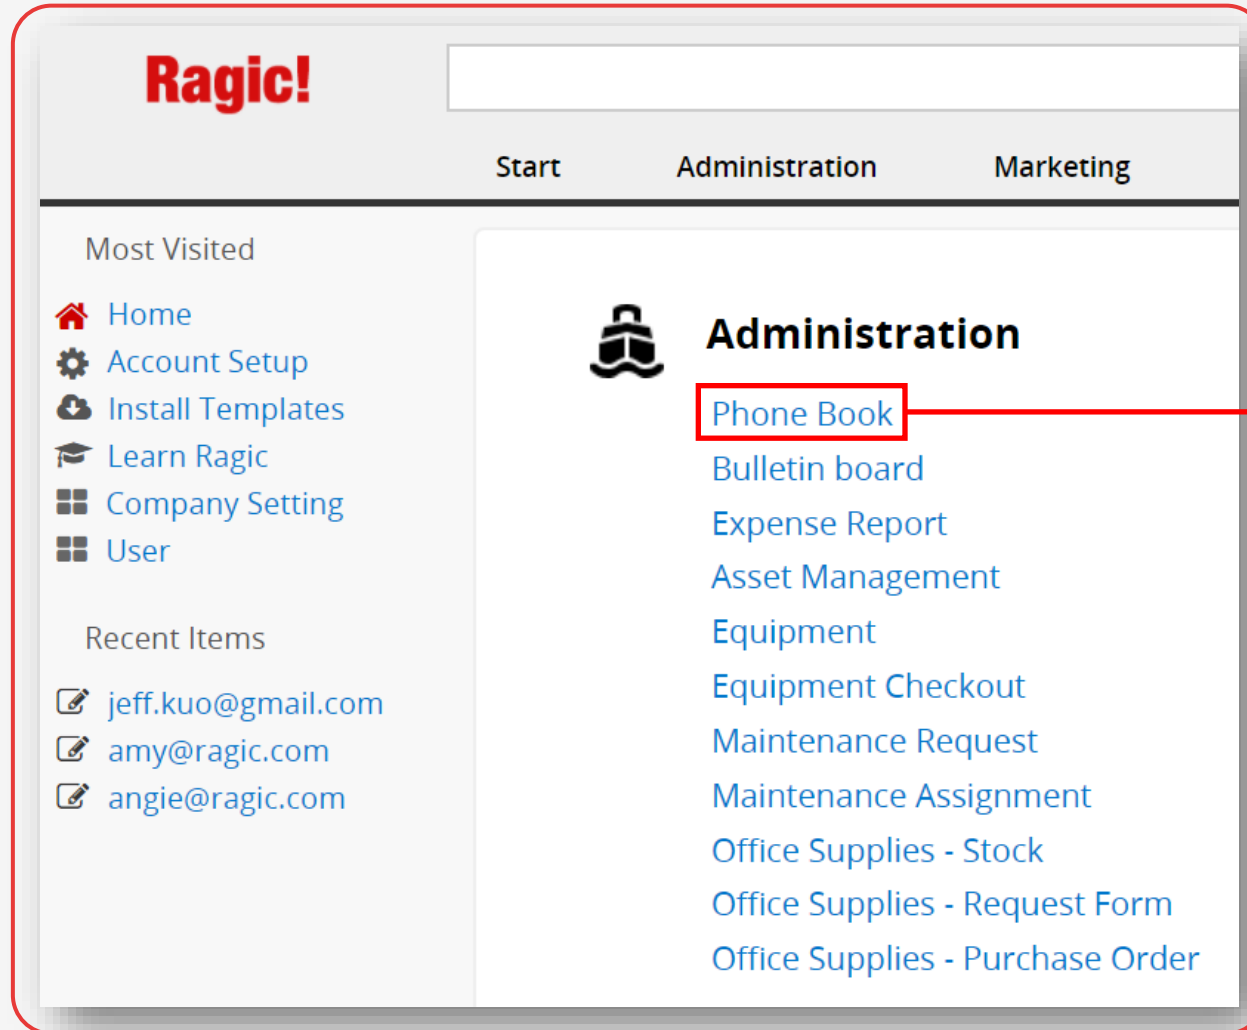 Ragic!
Start Administration Marketing
Most Visited
Home
Account Setup
Install Templates
Learn Ragic
Company Setting
User
Recent Items
jeff.kuo@gmail.com
amy@ragic.com
angie@ragic.com
Administration
Phone Book
Bulletin board
Expense Report
Asset Management
Equipment
Equipment Checkout
Maintenance Request
Maintenance Assignment
Office Supplies - Stock
Office Supplies - Request Form
Office Supplies - Purchase Order